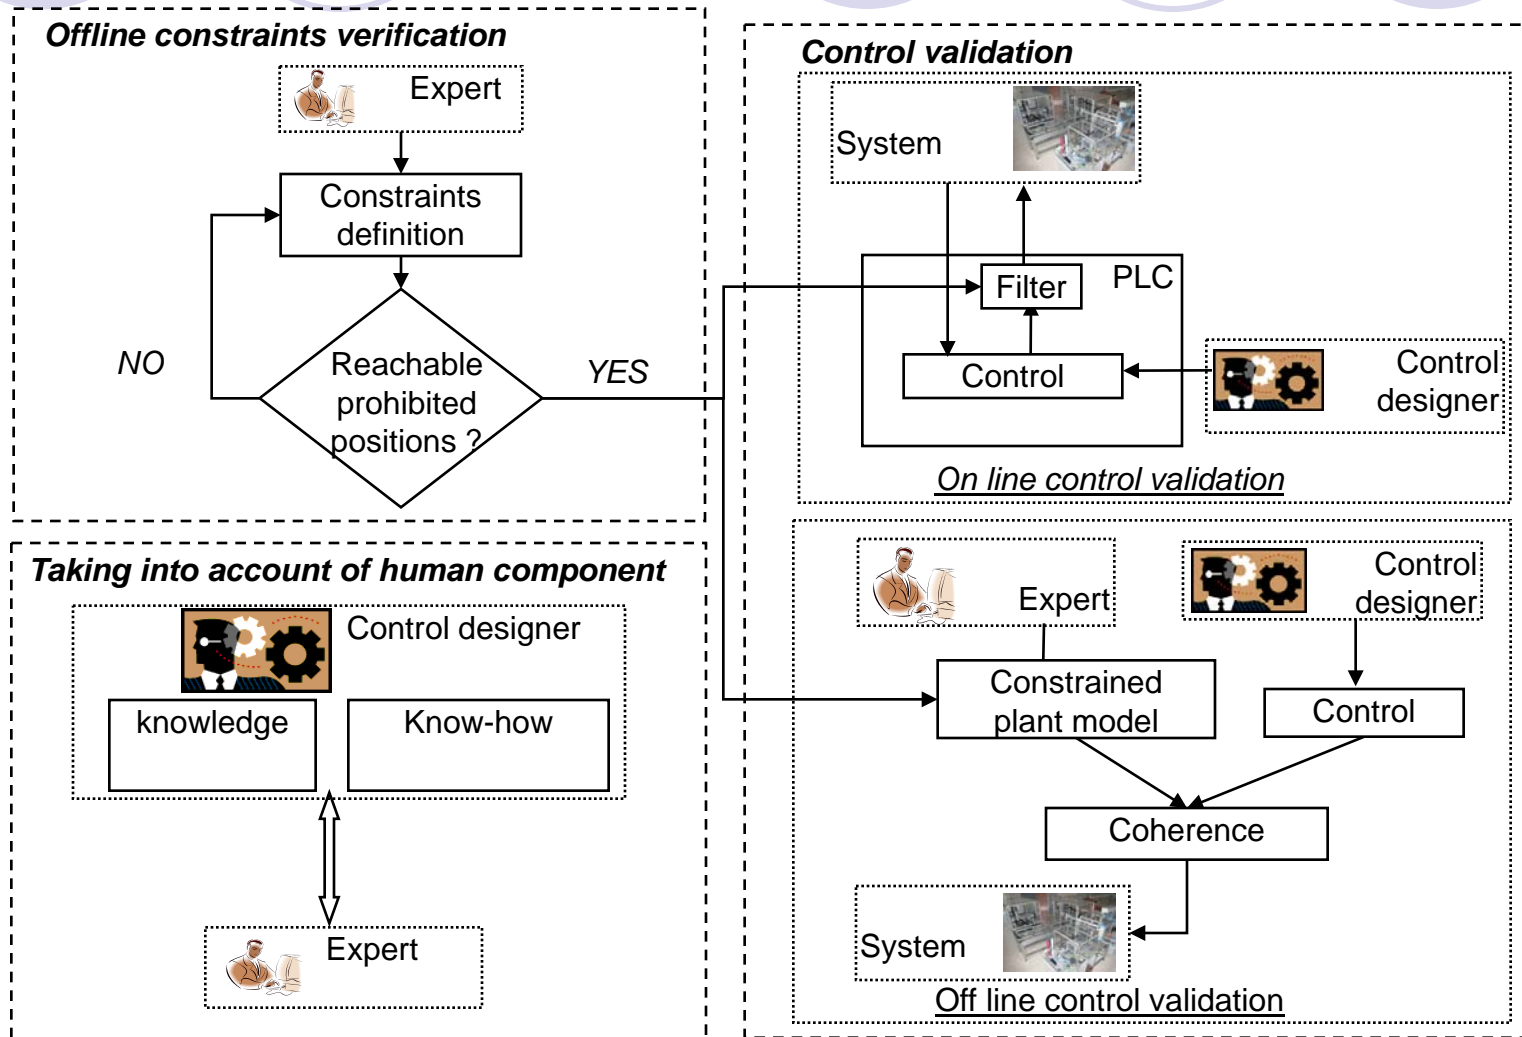 Offline constraints verification
Expert
Constraints
definition
NO
Reachable
prohibited
positions ?
YES
Taking into account of human component
Control designer
knowledge
Know-how
Expert
Control validation
System
PLC
Filter
Control
Control
designer
On line control validation
Expert
Control
designer
Constrained
plant model
Control
Coherence
System
Off line control validation